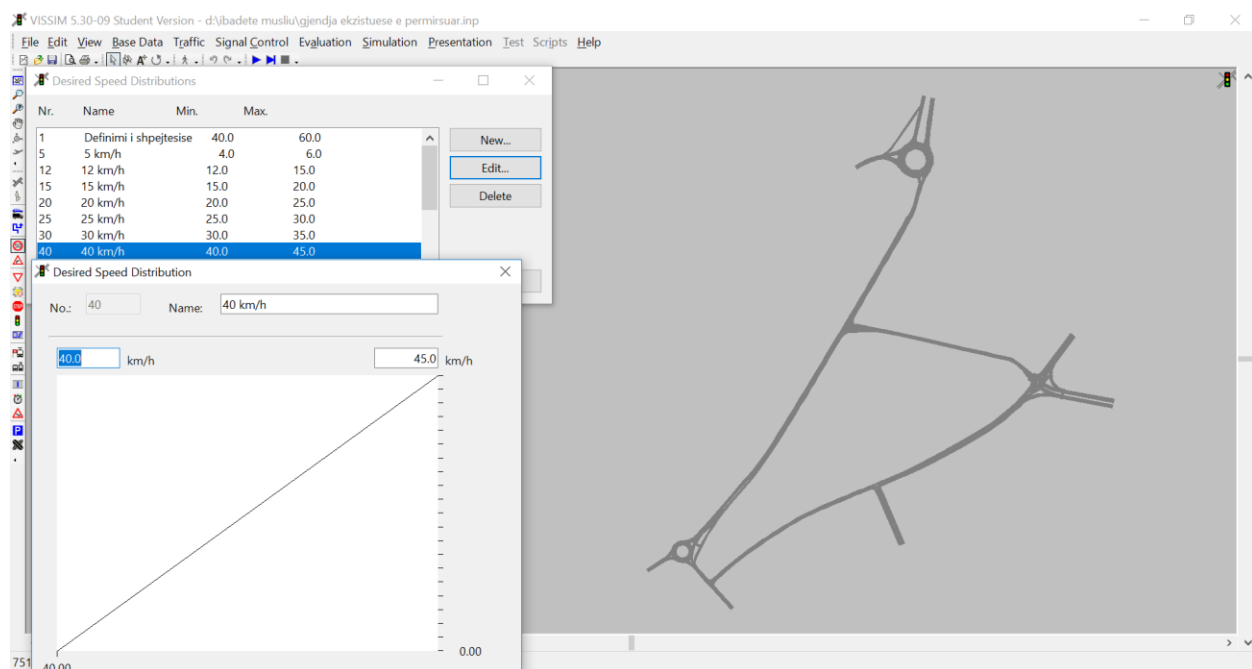 VISSIM 5.30-09 Student Version - d:\ibadete musliu\gjendja ekzistuese e permirsuar.inp
File Edit View Base Data Traffic Signal Control Evaluation Simulation Presentation Test Scripts Help
Desired Speed Distributions
Nr. Name Min. Max.
1 Definimi i shpejtesise 40.0 60.0
5 5 km/h 4.0 6.0
12 12 km/h 12.0 15.0
15 15 km/h 15.0 20.0
20 20 km/h 20.0 25.0
25 25 km/h 25.0 30.0
30 30 km/h 30.0 35.0
40 40 km/h 40.0 45.0
New...
Edit...
Delete
Desired Speed Distribution
No.: 40 Name: 40 km/h
40.0 km/h 45.0 km/h
0.00
40.00
751